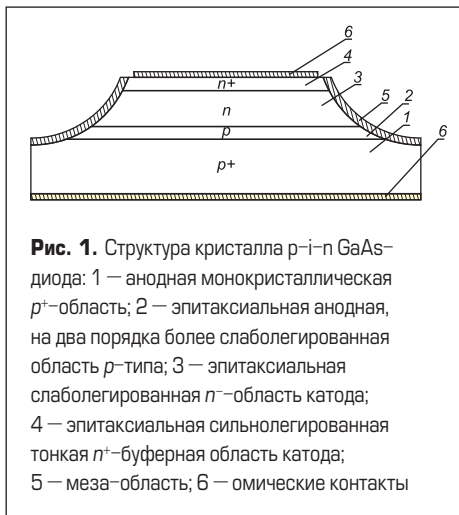 6
4
n+
3
n
5
2
p
1
p+
6
Рис. 1. Структура кристалла p–i–n GaAs–
диода: 1 — анодная монокристаллическая
p⁺–область; 2 — эпитаксиальная анодная,
на два порядка более слаболегированная
область p–типа; 3 — эпитаксиальная
слаболегированная n⁻–область катода;
4 — эпитаксиальная сильнолегированная
тонкая n⁺–буферная область катода;
5 — меза–область; 6 — омические контакты